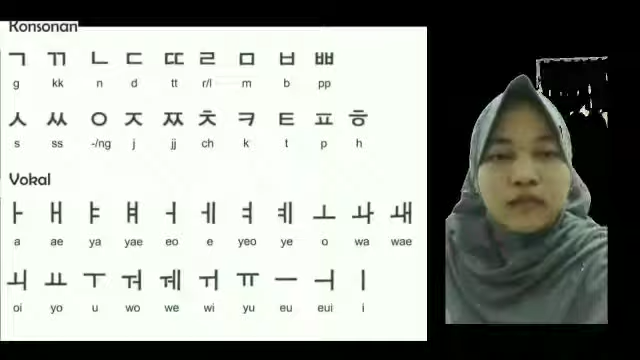 Konsonan
ㄱ ㄲ ㄴ ㄷ ㄸ ㄹ ㅁ ㅂ ㅃ
g kk n d tt r/l m b pp
ㅅ ㅆ ㅇ ㅈ ㅉ ㅊ ㅋ ㅌ ㅍ ㅎ
s ss -/ng j jj ch k t p h
Vokal
ㅏ ㅐ ㅑ ㅒ ㅓ ㅔ ㅕ ㅖ ㅗ ㅘ ㅙ
a ae ya yae eo e yeo ye o wa wae
ㅚ ㅛ ㅜ ㅝ ㅞ ㅟ ㅠ ㅡ ㅢ ㅣ
oi yo u wo we wi yu eu eui i